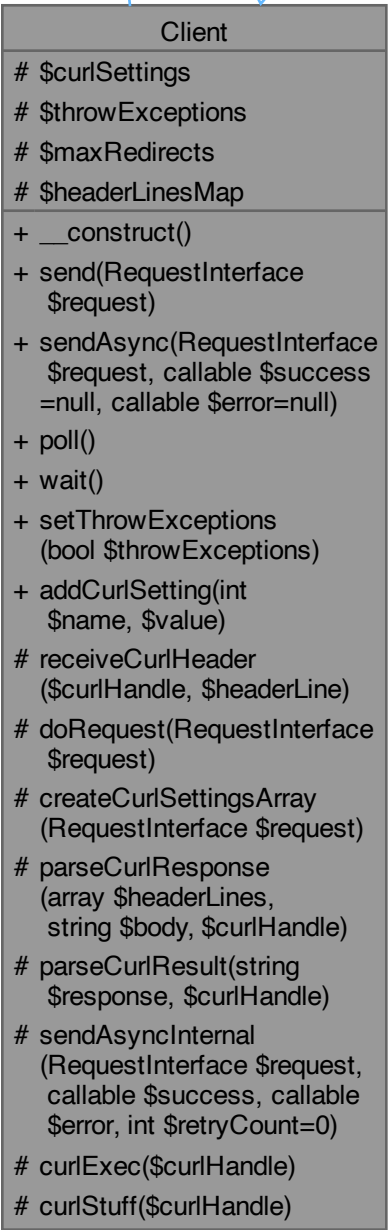 Client
# $curlSettings
# $throwExceptions
# $maxRedirects
# $headerLinesMap
+ __construct()
+ send(RequestInterface
$request)
+ sendAsync(RequestInterface
$request, callable $success
=null, callable $error=null)
+ poll()
+ wait()
+ setThrowExceptions
(bool $throwExceptions)
+ addCurlSetting(int
$name, $value)
# receiveCurlHeader
($curlHandle, $headerLine)
# doRequest(RequestInterface
$request)
# createCurlSettingsArray
(RequestInterface $request)
# parseCurlResponse
(array $headerLines,
string $body, $curlHandle)
# parseCurlResult(string
$response, $curlHandle)
# sendAsyncInternal
(RequestInterface $request,
callable $success, callable
$error, int $retryCount=0)
# curlExec($curlHandle)
# curlStuff($curlHandle)